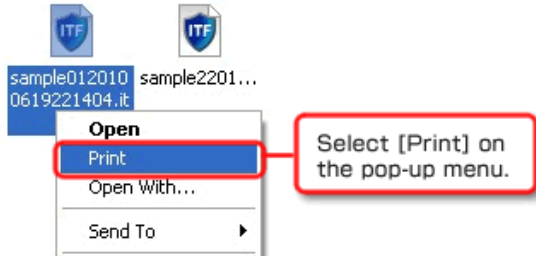 ITF
ITF
sample012010
0619221404.it
sample2201...
Open
Print
Open With...
Send To
Select [Print] on
the pop-up menu.